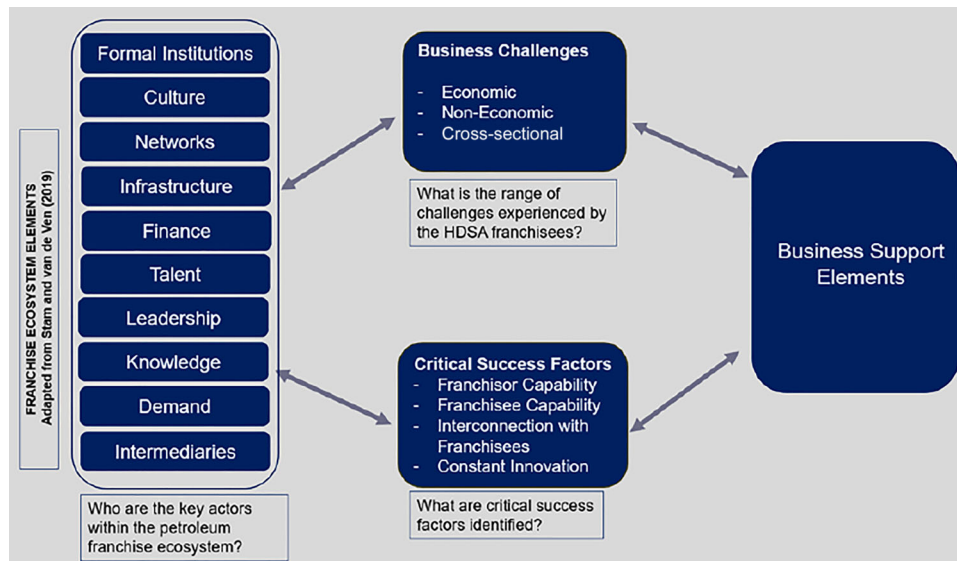 FRANCHISE ECOSYSTEM ELEMENTS
Adapted from Stam and van de Ven (2019)
Formal Institutions
Culture
Networks
Infrastructure
Finance
Talent
Leadership
Knowledge
Demand
Intermediaries
Who are the key actors
within the petroleum
franchise ecosystem?
Business Challenges
- Economic
- Non-Economic
- Cross-sectional
What is the range of
challenges experienced by
the HDSA franchisees?
Critical Success Factors
- Franchisor Capability
- Franchisee Capability
- Interconnection with
Franchisees
- Constant Innovation
What are critical success
factors identified?
Business Support
Elements